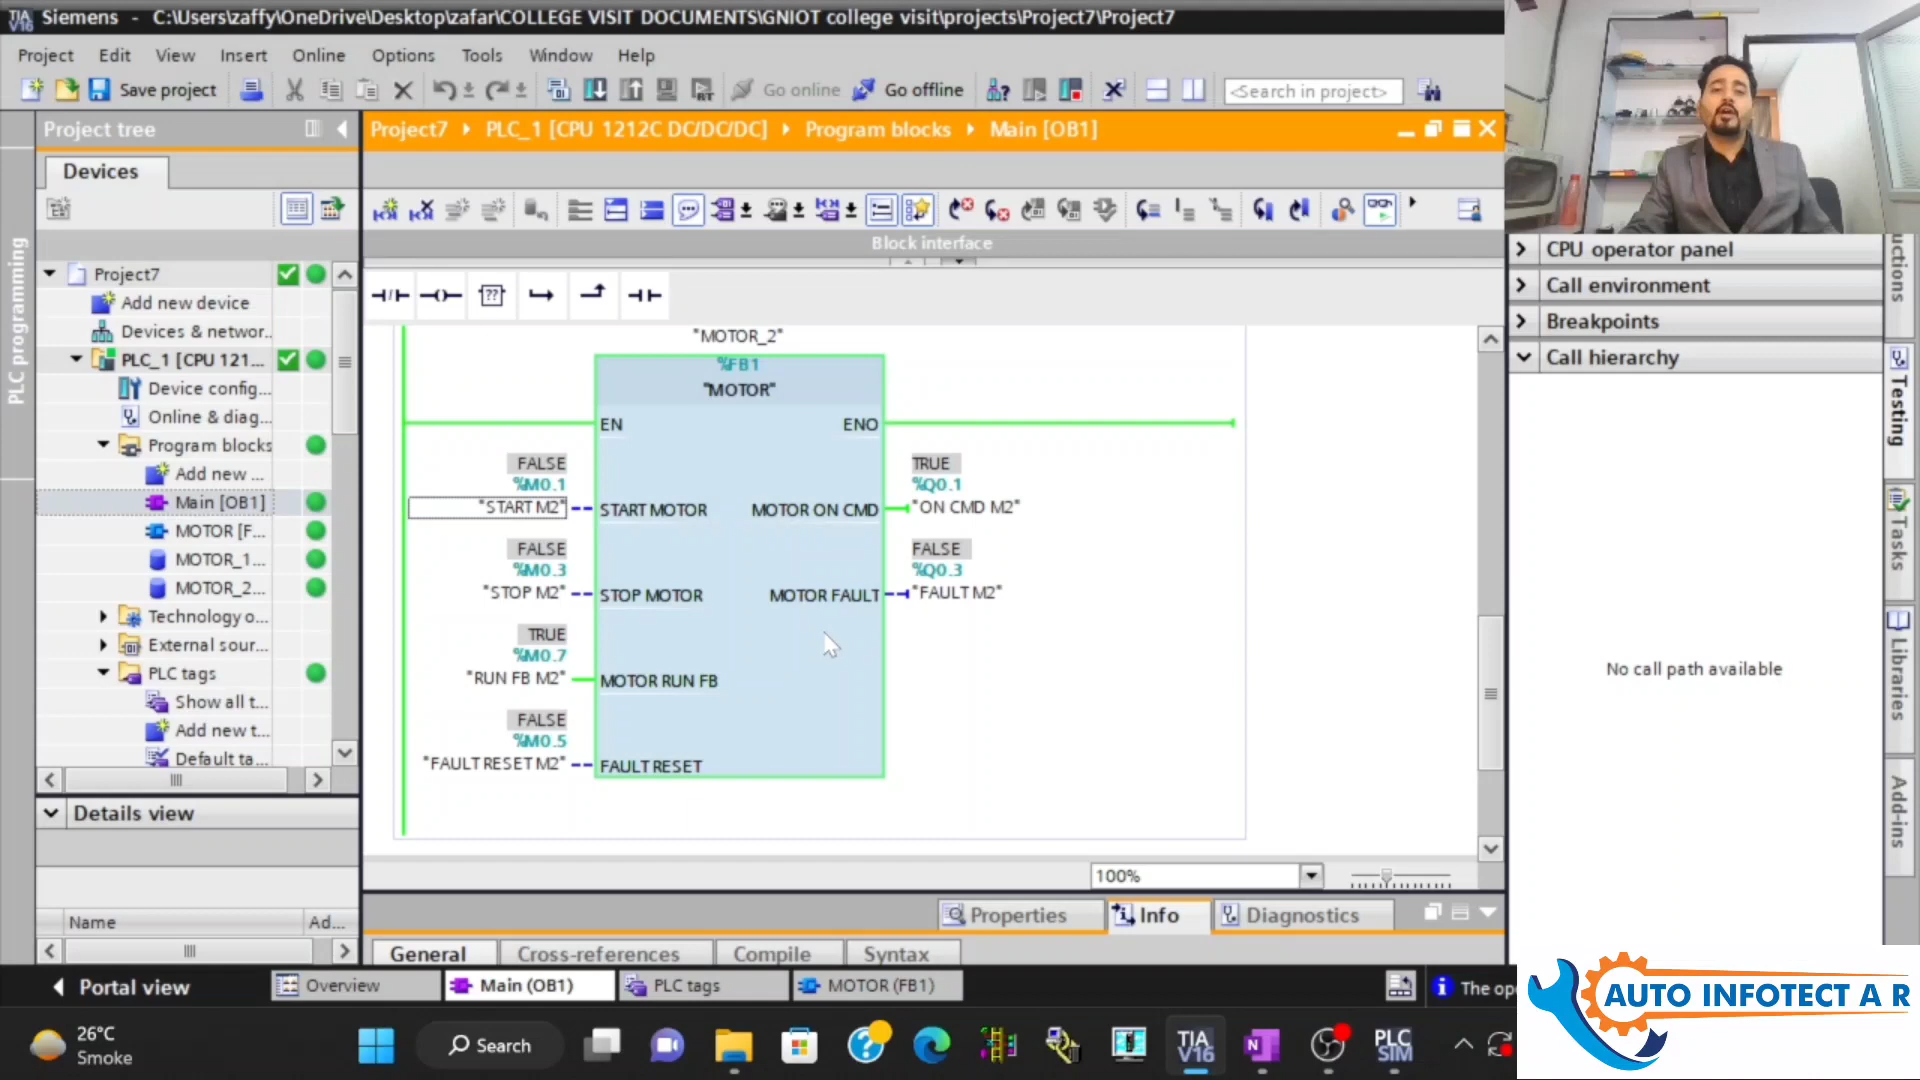 TIA V16 Siemens - C:\Users\zaffy\OneDrive\Desktop\zafar\COLLEGE VISIT DOCUMENTS\GNIOT college visit\projects\Project7\Project7
Project Edit View Insert Online Options Tools Window Help
Save project Go online Go offline <Search in project>
Project tree
Project7 PLC_1 [CPU 1212C DC/DC/DC] Program blocks Main [OB1]
Devices
PLC programming
Block interface
Project7
Add new device
Devices & networ...
PLC_1 [CPU 121...
Device config...
Online & diag...
Program blocks
Add new ...
Main [OB1]
MOTOR [F...
MOTOR_1...
MOTOR_2...
Technology o...
External sour...
PLC tags
Show all t...
Add new t...
Default ta...
Details view
Name Ad...
"MOTOR_2"
%FB1
"MOTOR"
EN ENO
FALSE
%M0.1
"START M2" START MOTOR
FALSE
%M0.3
"STOP M2" STOP MOTOR
TRUE
%M0.7
"RUN FB M2" MOTOR RUN FB
FALSE
%M0.5
"FAULT RESET M2" FAULT RESET
TRUE
%Q0.1
MOTOR ON CMD "ON CMD M2"
FALSE
%Q0.3
MOTOR FAULT "FAULT M2"
100%
Properties Info Diagnostics
General Cross-references Compile Syntax
CPU operator panel
Call environment
Breakpoints
Call hierarchy
No call path available
uctions
Testing
Tasks
Libraries
Add-ins
Portal view Overview Main (OB1) PLC tags MOTOR (FB1) The op
26°C
Smoke
Search
TIA V16
PLC SIM
AUTO INFOTECT A R